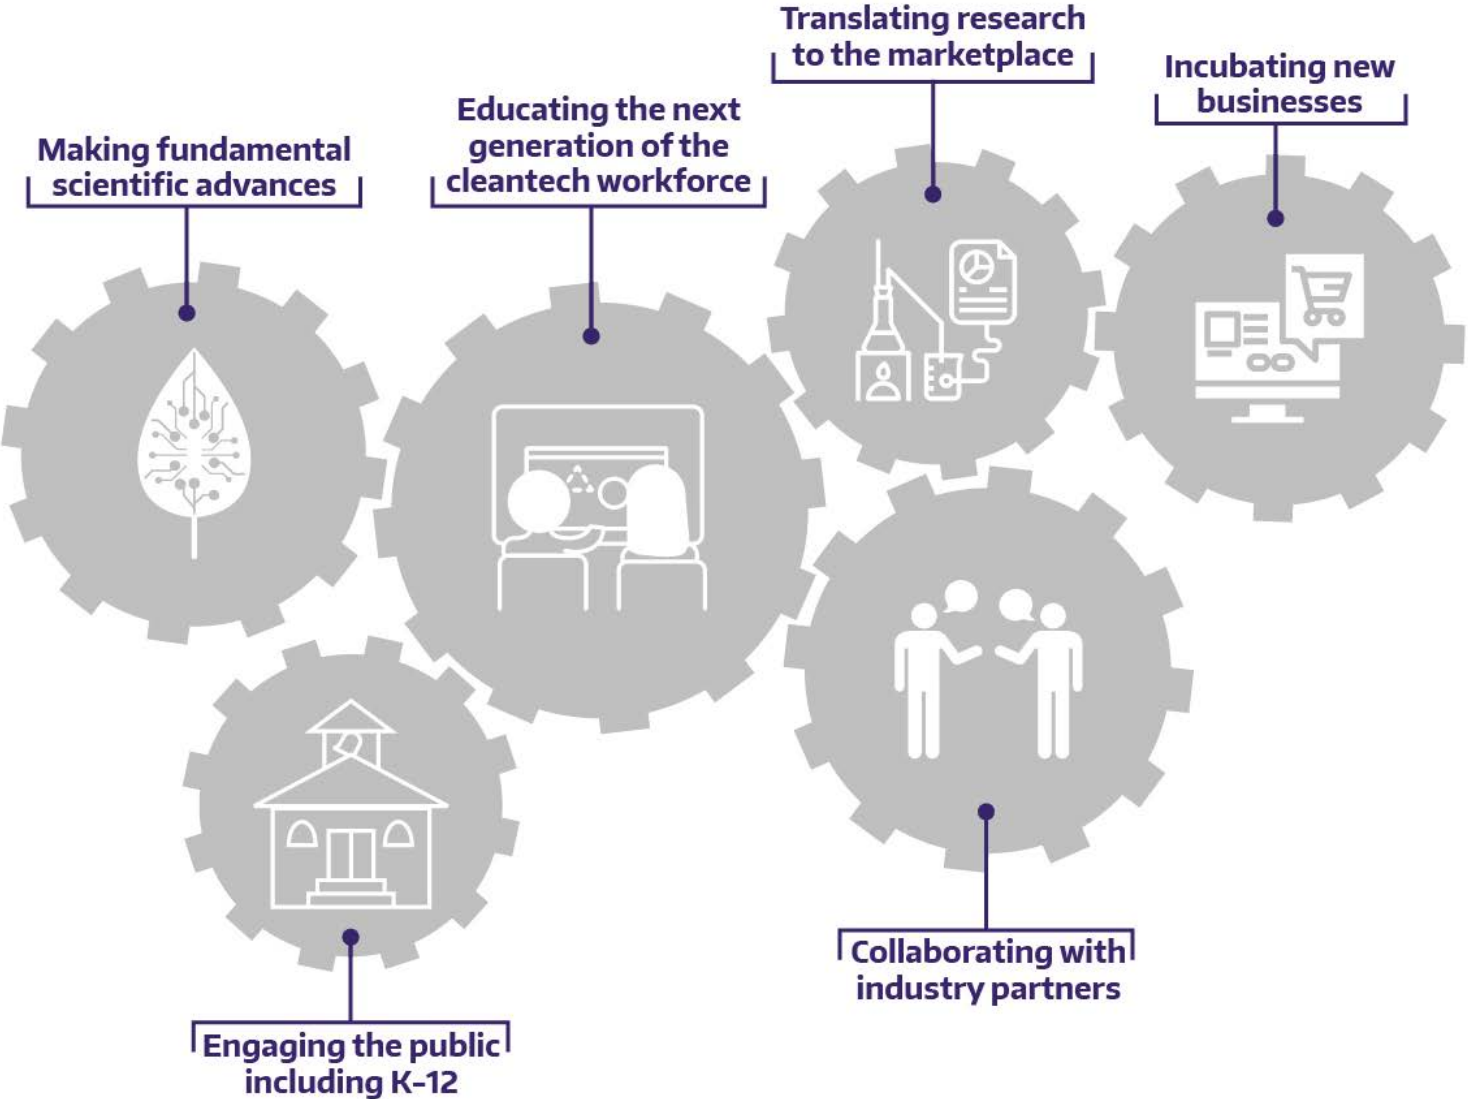 Making fundamental
scientific advances
Educating the next
generation of the
cleantech workforce
Translating research
to the marketplace
Incubating new
businesses
Engaging the public
including K-12
Collaborating with
industry partners